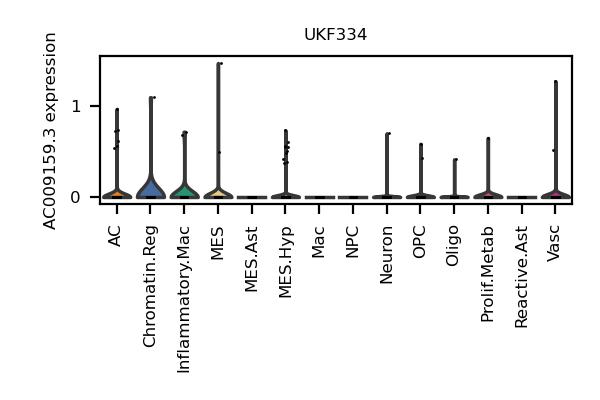 UKF334
AC009159.3 expression
1
0
AC
Chromatin.Reg
Inflammatory.Mac
MES
MES.Ast
MES.Hyp
Mac
NPC
Neuron
OPC
Oligo
Prolif.Metab
Reactive.Ast
Vasc